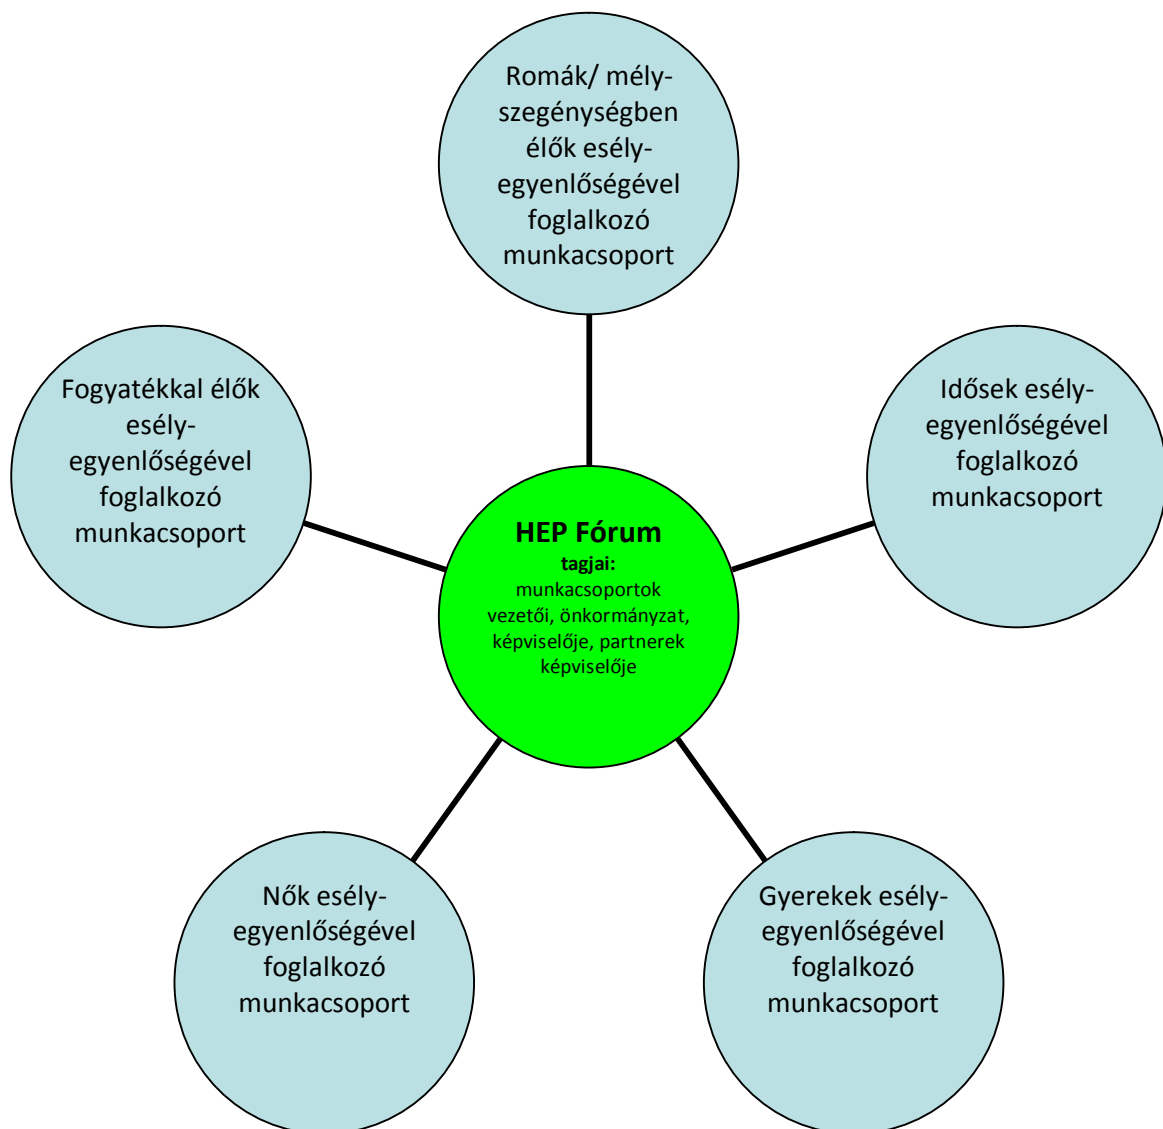 Romák/ mély-
szegénységben
élők esély-
egyenlőségével
foglalkozó
munkacsoport
Fogyatékkal élők
esély-
egyenlőségével
foglalkozó
munkacsoport
Idősek esély-
egyenlőségével
foglalkozó
munkacsoport
HEP Fórum
tagjai:
munkacsoportok
vezetői, önkormányzat,
képviselője, partnerek
képviselője
Nők esély-
egyenlőségével
foglalkozó
munkacsoport
Gyerekek esély-
egyenlőségével
foglalkozó
munkacsoport